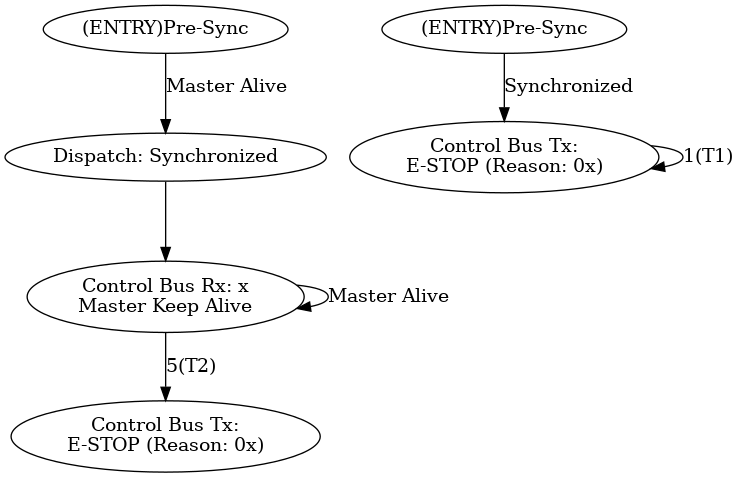 (ENTRY)Pre-Sync
Master Alive
Dispatch: Synchronized
Control Bus Rx: x
Master Keep Alive
Master Alive
5(T2)
Control Bus Tx:
E-STOP (Reason: 0x)
(ENTRY)Pre-Sync
Synchronized
Control Bus Tx:
E-STOP (Reason: 0x)
1(T1)